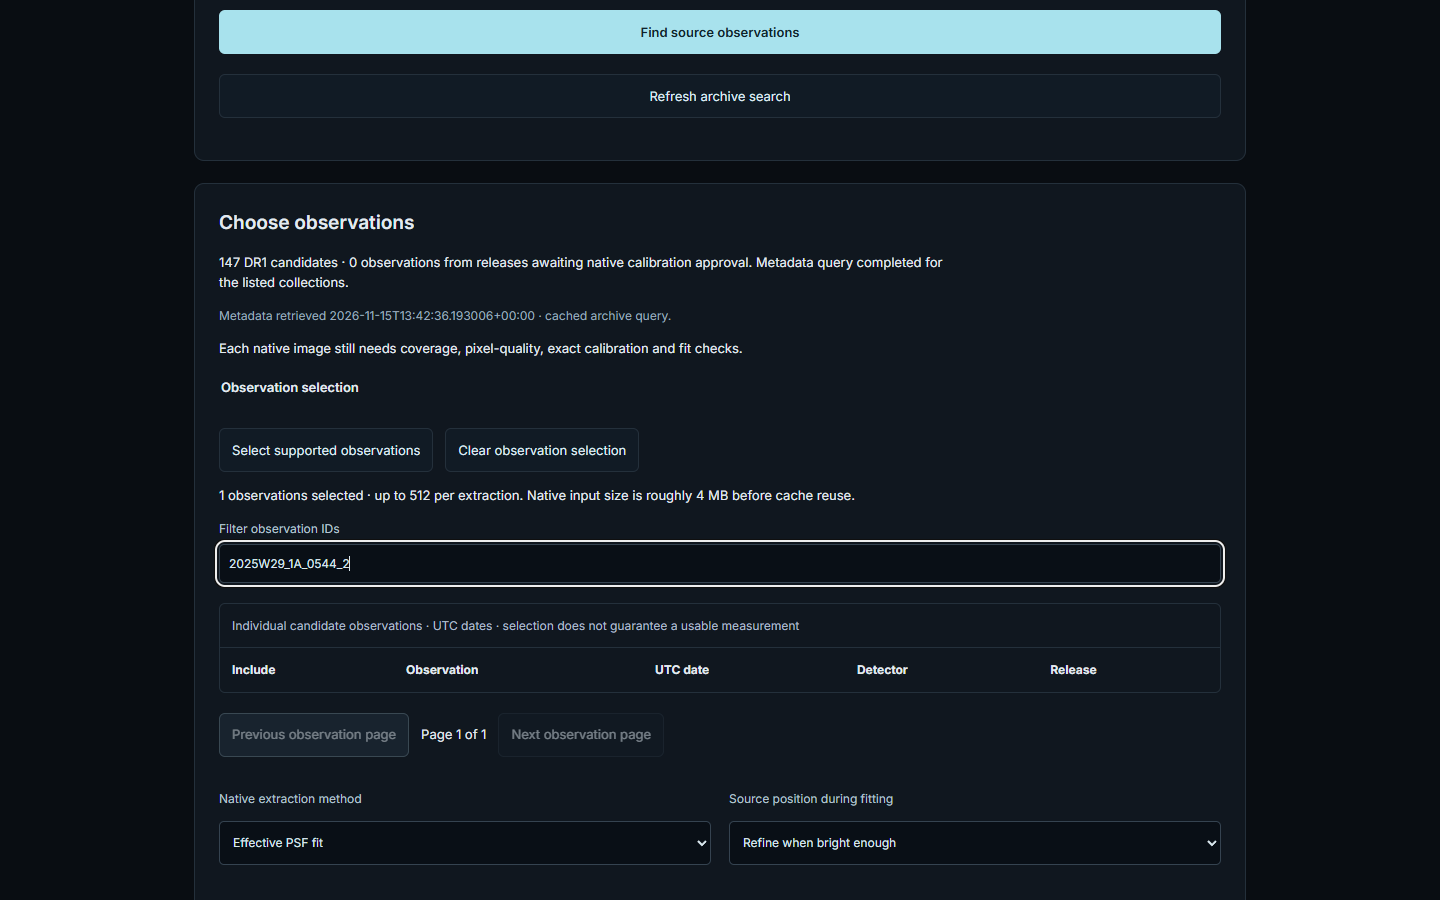 Find source observations
Refresh archive search
Choose observations
147 DR1 candidates · 0 observations from releases awaiting native calibration approval. Metadata query completed for
the listed collections.
Metadata retrieved 2026-11-15T13:42:36.193006+00:00 · cached archive query.
Each native image still needs coverage, pixel-quality, exact calibration and fit checks.
Observation selection
Select supported observations
Clear observation selection
1 observations selected · up to 512 per extraction. Native input size is roughly 4 MB before cache reuse.
Filter observation IDs
2025W29_1A_0544_2
Individual candidate observations · UTC dates · selection does not guarantee a usable measurement
Include Observation UTC date Detector Release
Previous observation page Page 1 of 1 Next observation page
Native extraction method Source position during fitting
Effective PSF fit Refine when bright enough